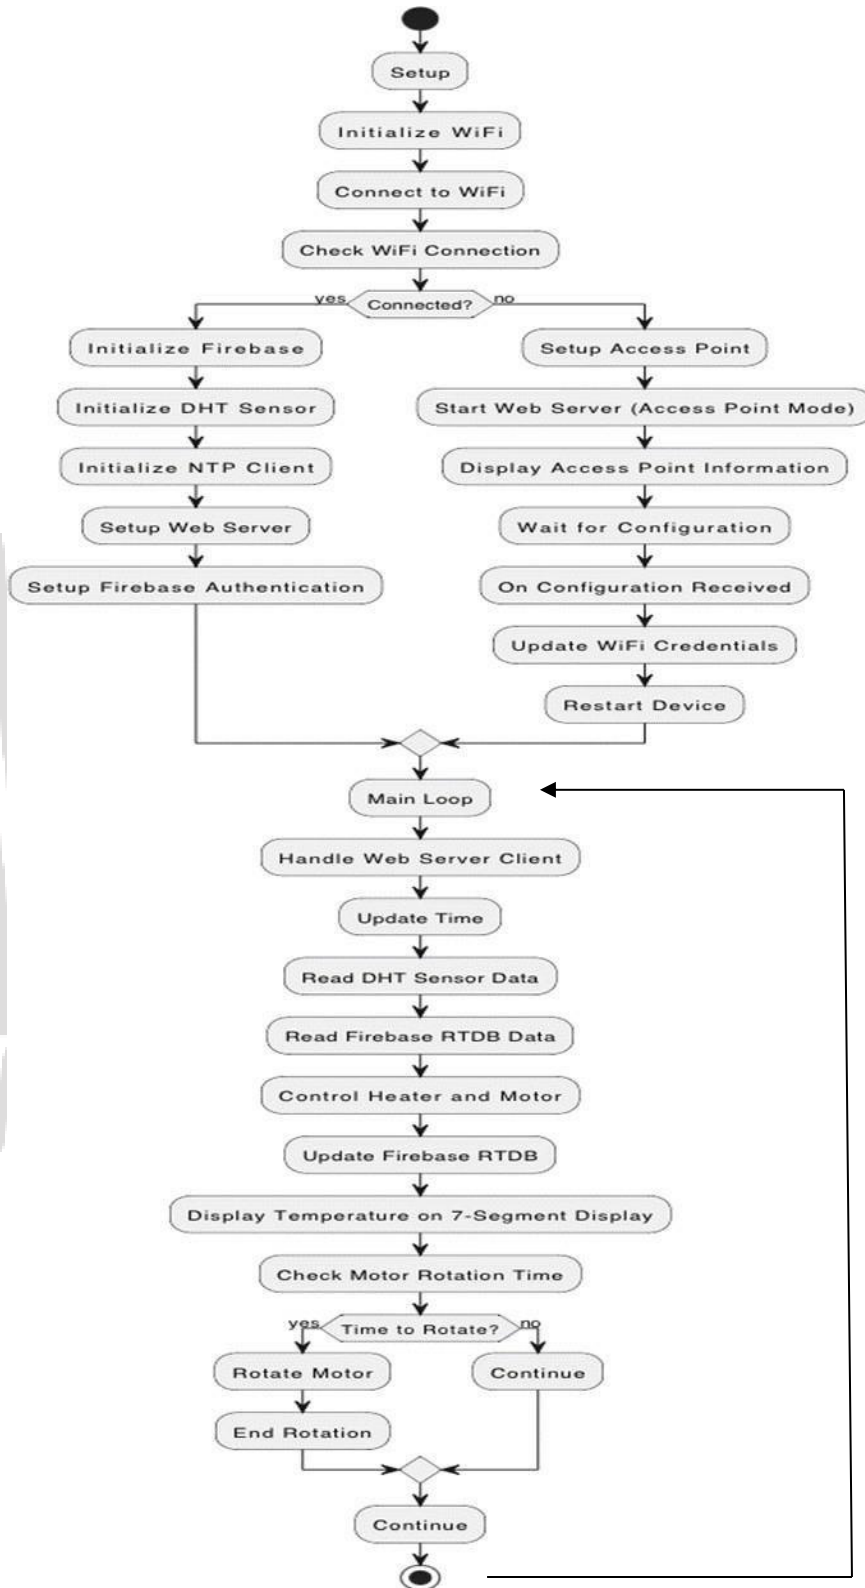 Setup
Initialize WiFi
Connect to WiFi
Check WiFi Connection
yes
Connected?
no
Initialize Firebase
Initialize DHT Sensor
Initialize NTP Client
Setup Web Server
Setup Firebase Authentication
Setup Access Point
Start Web Server (Access Point Mode)
Display Access Point Information
Wait for Configuration
On Configuration Received
Update WiFi Credentials
Restart Device
Main Loop
Handle Web Server Client
Update Time
Read DHT Sensor Data
Read Firebase RTDB Data
Control Heater and Motor
Update Firebase RTDB
Display Temperature on 7-Segment Display
Check Motor Rotation Time
yes
Time to Rotate?
no
Rotate Motor
End Rotation
Continue
Continue